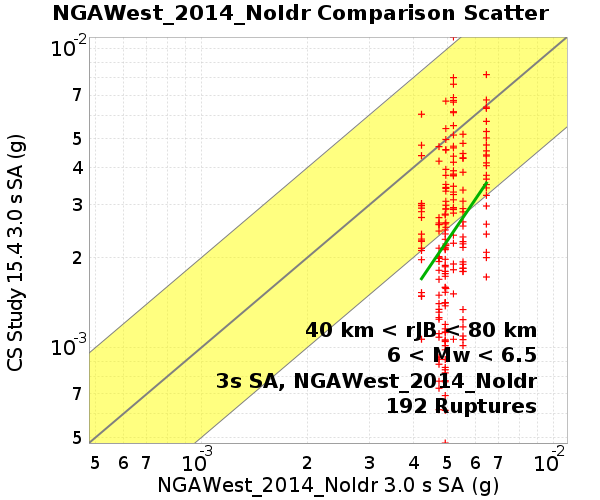 NGAWest_2014_NoIdr Comparison Scatter
10-2
7
5
4
3
2
10-3
7
5
CS Study 15.4 3.0 s SA (g)
40 km < rJB < 80 km
6 < Mw < 6.5
3s SA, NGAWest_2014_NoIdr
192 Ruptures
5 6 7 10-3 2 3 4 5 6 7 10-2
NGAWest_2014_NoIdr 3.0 s SA (g)